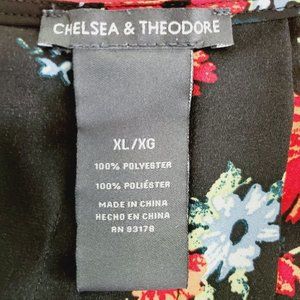 CHELSEA & THEODORE
XL/XG
100% POLYESTER
100% POLIÉSTER
MADE IN CHINA
HECHO EN CHINA
RN 93178